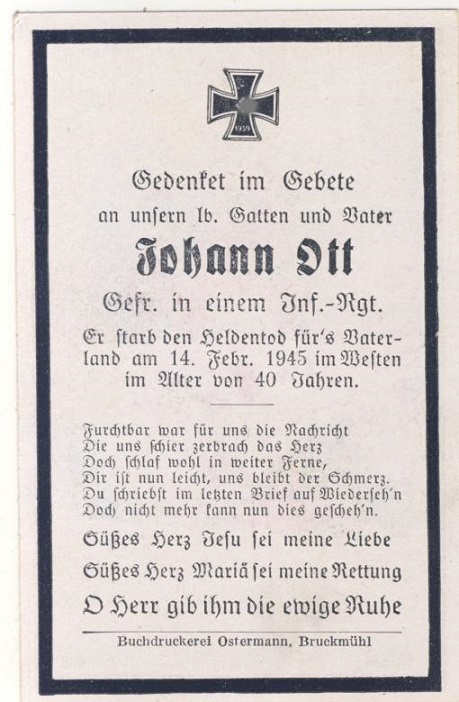 1939
Gedenket im Gebete
an unsern lb. Gatten und Vater
Johann Ott
Gefr. in einem Inf.-Rgt.
Er starb den Heldentod für's Vater-
land am 14. Febr. 1945 im Westen
im Alter von 40 Jahren.
Furchtbar war für uns die Nachricht
Die uns schier zerbrach das Herz
Doch schlaf wohl in weiter Ferne,
Dir ist nun leicht, uns bleibt der Schmerz.
Du schriebst im letzten Brief auf Wiederseh'n
Doch nicht mehr kann nun dies gescheh'n.
Süßes Herz Jesu sei meine Liebe
Süßes Herz Mariä sei meine Rettung
O Herr gib ihm die ewige Ruhe
Buchdruckerei Ostermann, Bruckmühl